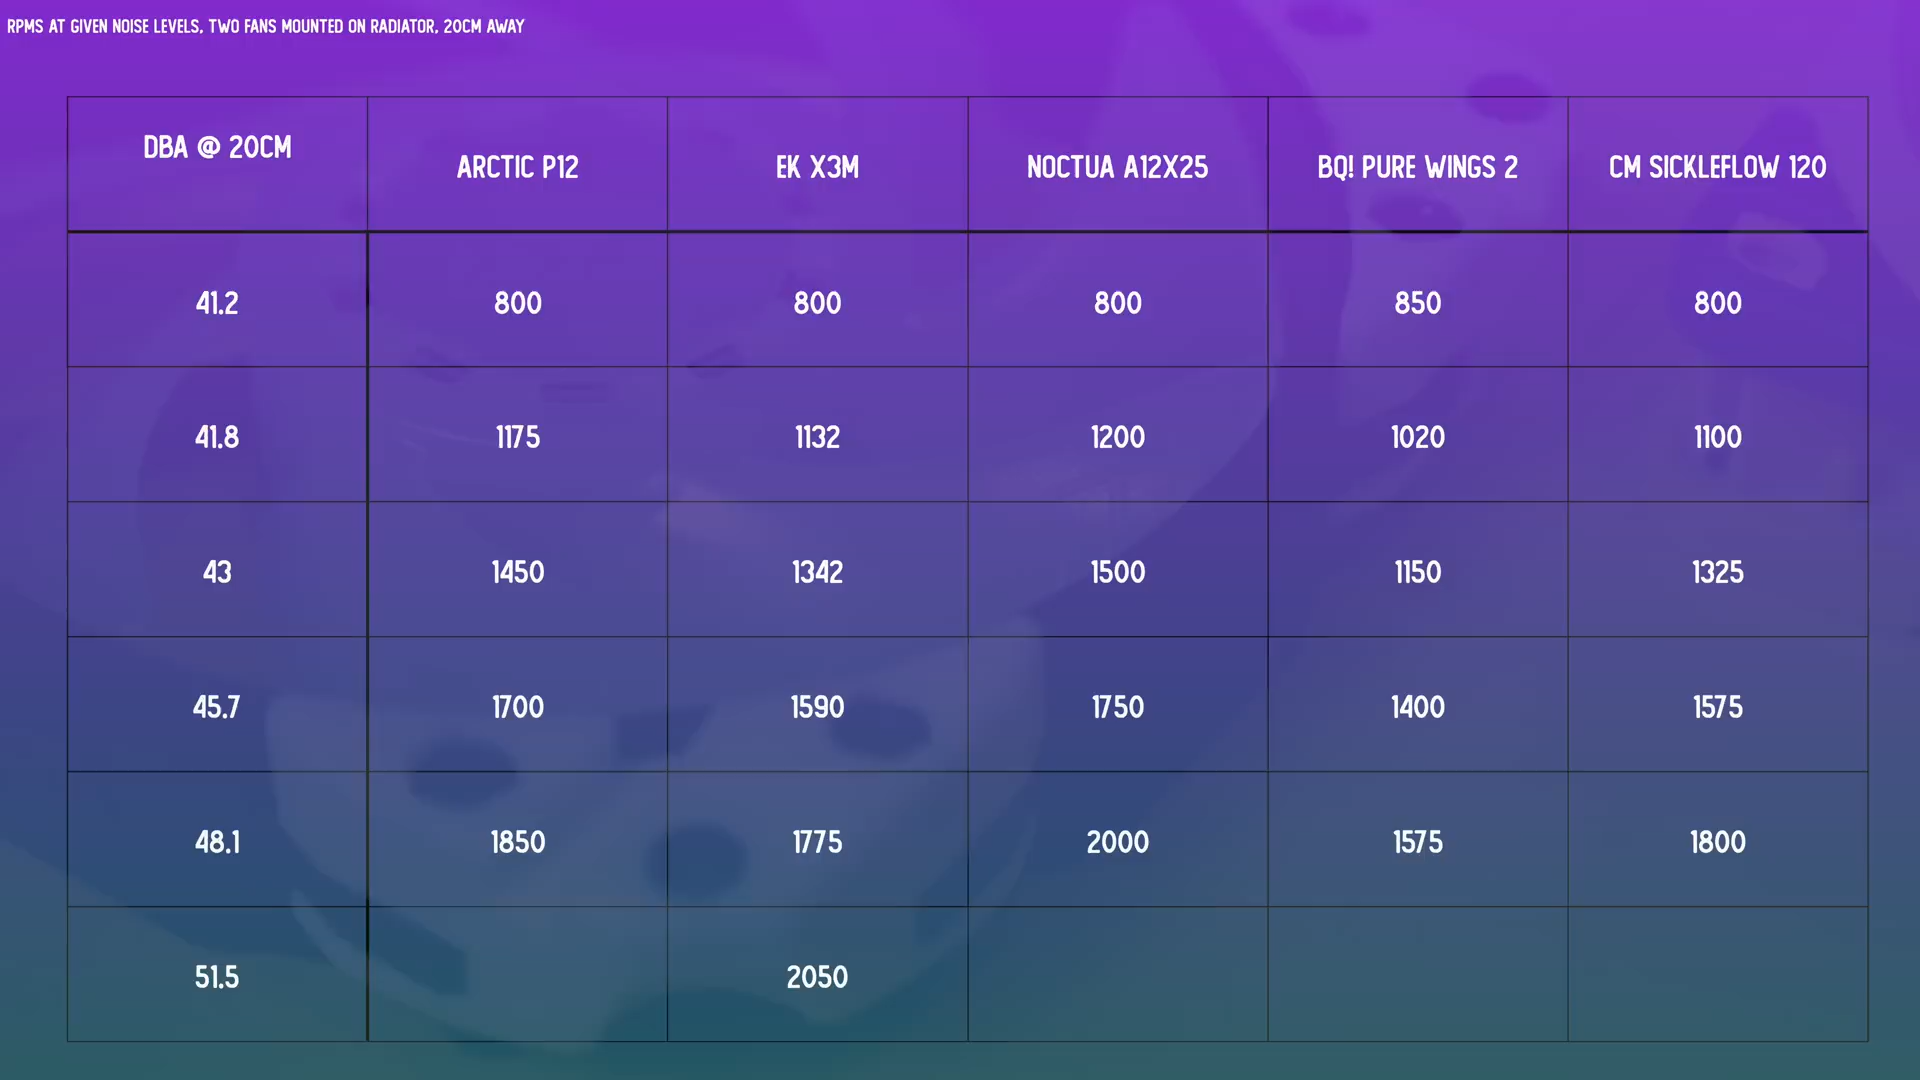 RPMS AT GIVEN NOISE LEVELS, TWO FANS MOUNTED ON RADIATOR, 20CM AWAY
DBA @ 20CM ARCTIC P12 EK X3M NOCTUA A12X25 BQ! PURE WINGS 2 CM SICKLEFLOW 120
41.2 800 800 800 850 800
41.8 1175 1132 1200 1020 1100
43 1450 1342 1500 1150 1325
45.7 1700 1590 1750 1400 1575
48.1 1850 1775 2000 1575 1800
51.5 2050